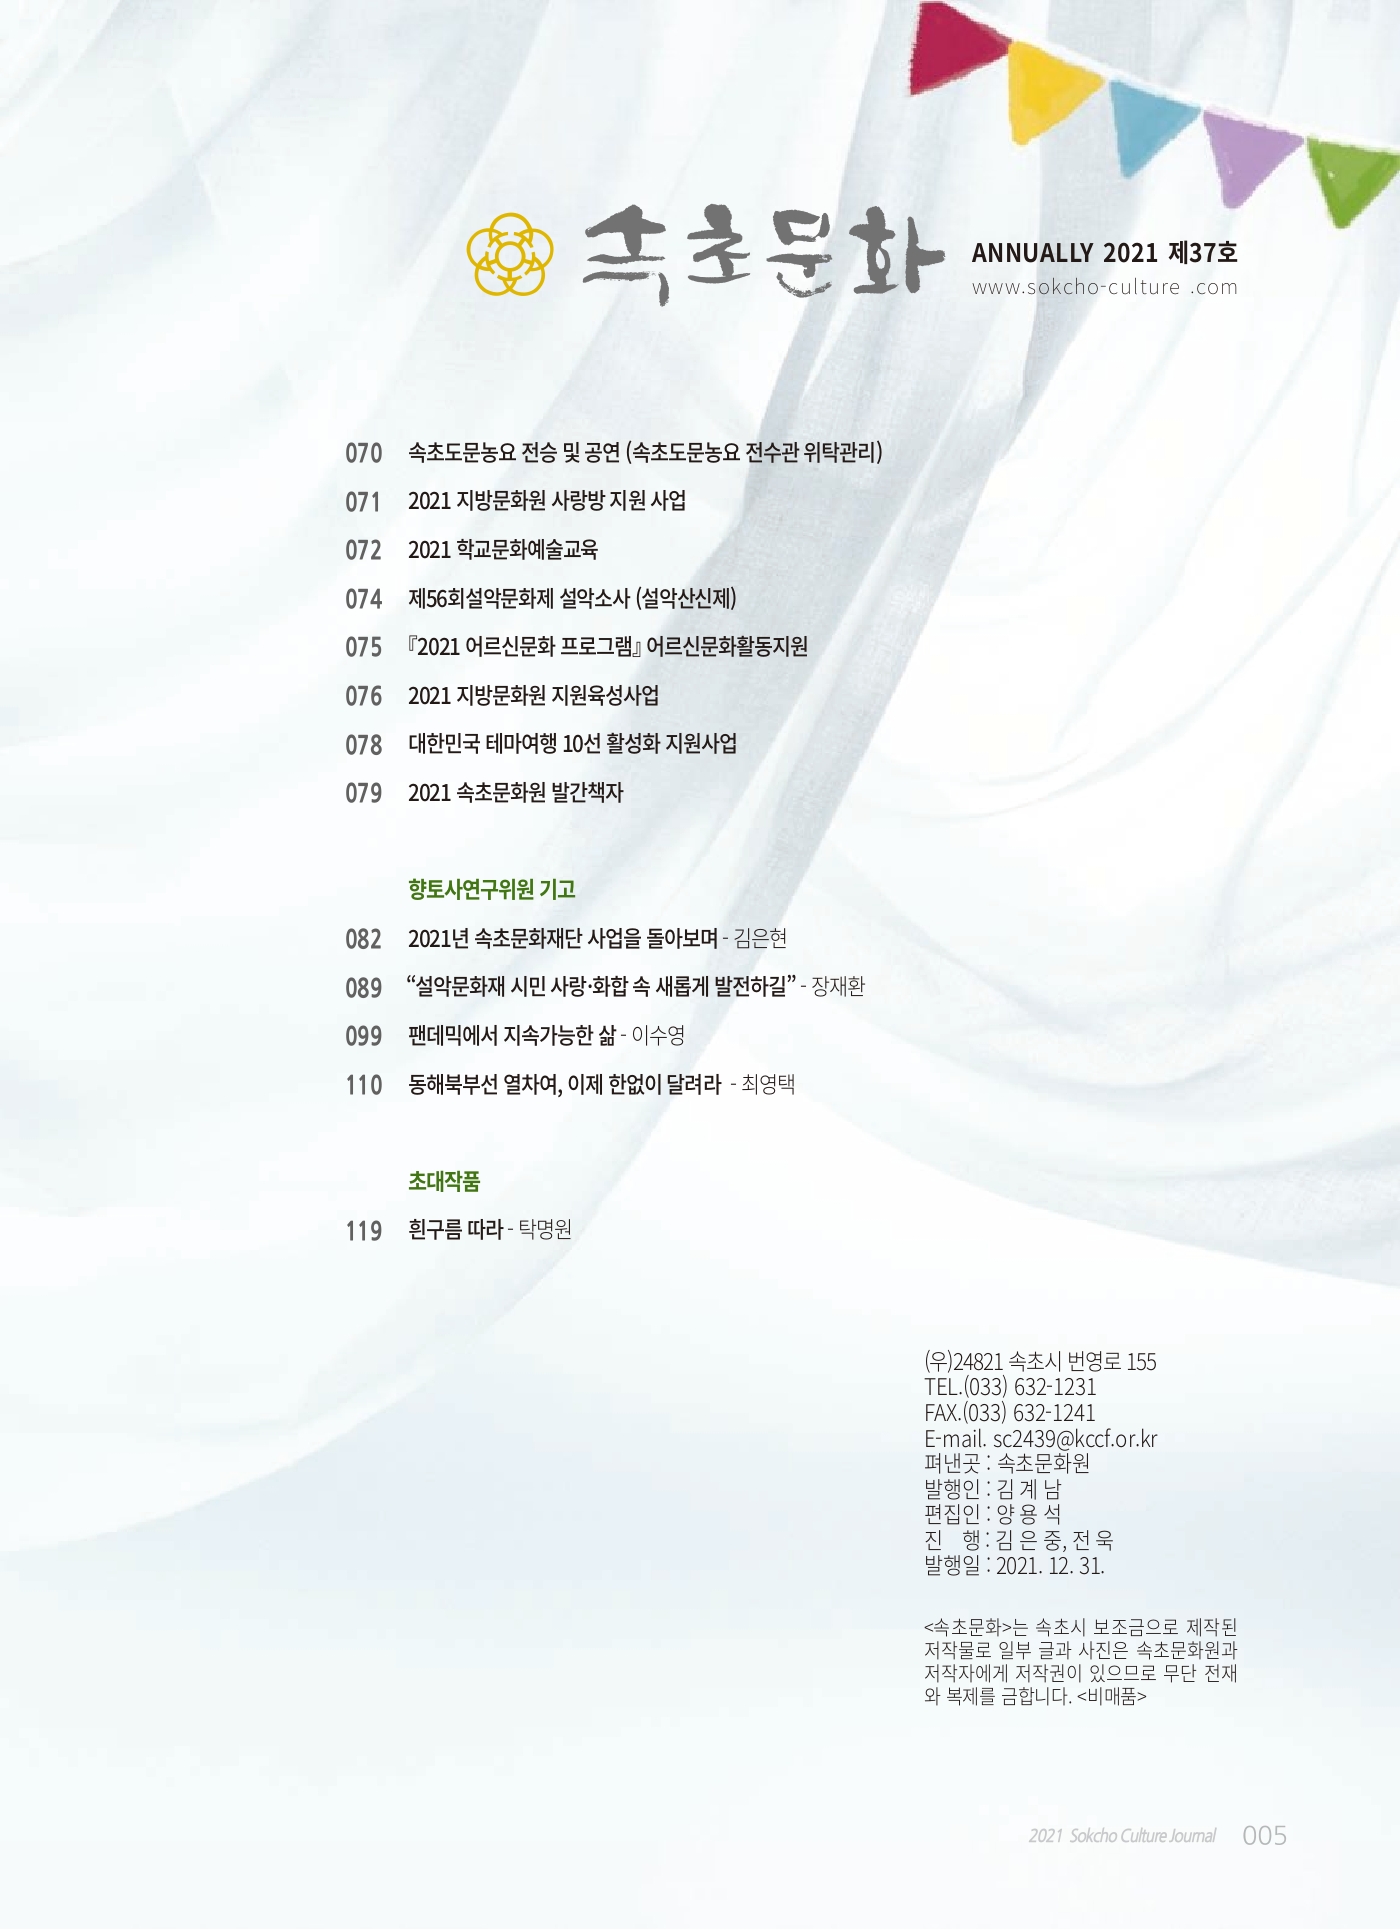 속초문화
ANNUALLY 2021 제37호
www.sokcho-culture .com
070 속초도문농요 전승 및 공연 (속초도문농요 전수관 위탁관리)
071 2021 지방문화원 사랑방 지원 사업
072 2021 학교문화예술교육
074 제56회설악문화제 설악소사 (설악산신제)
075 『2021 어르신문화 프로그램』 어르신문화활동지원
076 2021 지방문화원 지원육성사업
078 대한민국 테마여행 10선 활성화 지원사업
079 2021 속초문화원 발간책자
향토사연구위원 기고
082 2021년 속초문화재단 사업을 돌아보며 - 김은현
089 “설악문화재 시민 사랑·화합 속 새롭게 발전하길” - 장재환
099 팬데믹에서 지속가능한 삶 - 이수영
110 동해북부선 열차여, 이제 한없이 달려라 - 최영택
초대작품
119 흰구름 따라 - 탁명원
(우)24821 속초시 번영로 155
TEL.(033) 632-1231
FAX.(033) 632-1241
E-mail. sc2439@kccf.or.kr
펴낸곳 : 속초문화원
발행인 : 김 계 남
편집인 : 양 용 석
진 행 : 김 은 중, 전 욱
발행일 : 2021. 12. 31.
<속초문화>는 속초시 보조금으로 제작된
저작물로 일부 글과 사진은 속초문화원과
저작자에게 저작권이 있으므로 무단 전재
와 복제를 금합니다. <비매품>
2021 Sokcho Culture Journal 005